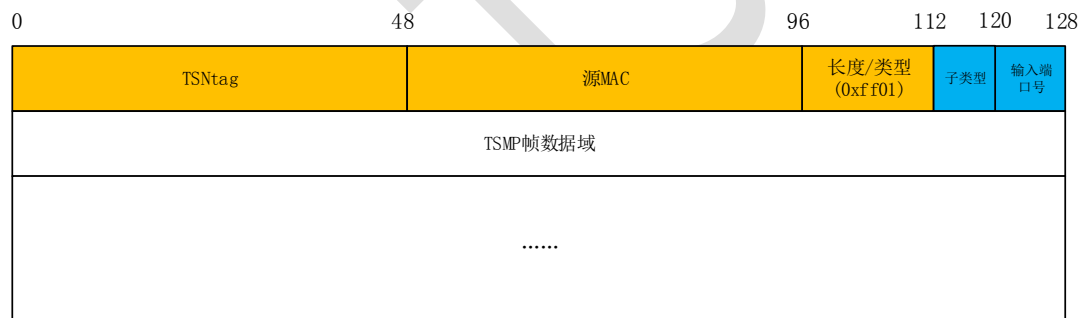 0 48 96 112 120 128
TSNtag 源MAC 长度/类型 子类型 输入端
(0xff01) 口号
TSMP帧数据域
……